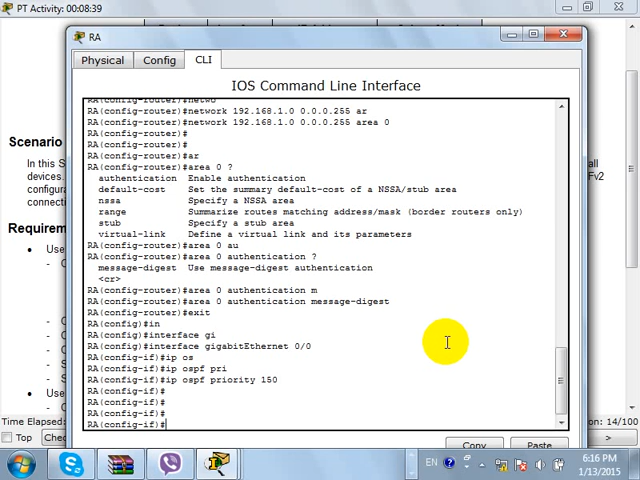 PT Activity: 00:08:39
RA
Physical Config CLI
IOS Command Line Interface
RA(config-router)#netwo
RA(config-router)#network 192.168.1.0 0.0.0.255 ar
RA(config-router)#network 192.168.1.0 0.0.0.255 area 0
RA(config-router)#
RA(config-router)#
RA(config-router)#ar
RA(config-router)#area 0 ?
authentication Enable authentication
default-cost Set the summary default-cost of a NSSA/stub area
nssa Specify a NSSA area
range Summarize routes matching address/mask (border routers only)
stub Specify a stub area
virtual-link Define a virtual link and its parameters
RA(config-router)#area 0 au
RA(config-router)#area 0 authentication ?
message-digest Use message-digest authentication
<cr>
RA(config-router)#area 0 authentication m
RA(config-router)#area 0 authentication message-digest
RA(config-router)#exit
RA(config)#in
RA(config)#interface gi
RA(config)#interface gigabitEthernet 0/0
RA(config-if)#ip os
RA(config-if)#ip ospf pri
RA(config-if)#ip ospf priority 150
RA(config-if)#
RA(config-if)#
RA(config-if)#
RA(config-if)#
Copy Paste
Scenario
In this S
all
devices.
Fv2
configura
connecti
Requirem
Use
Use
Time Elapsed:
on: 14/100
Top
Chec
>
EN
6:16 PM
1/13/2015